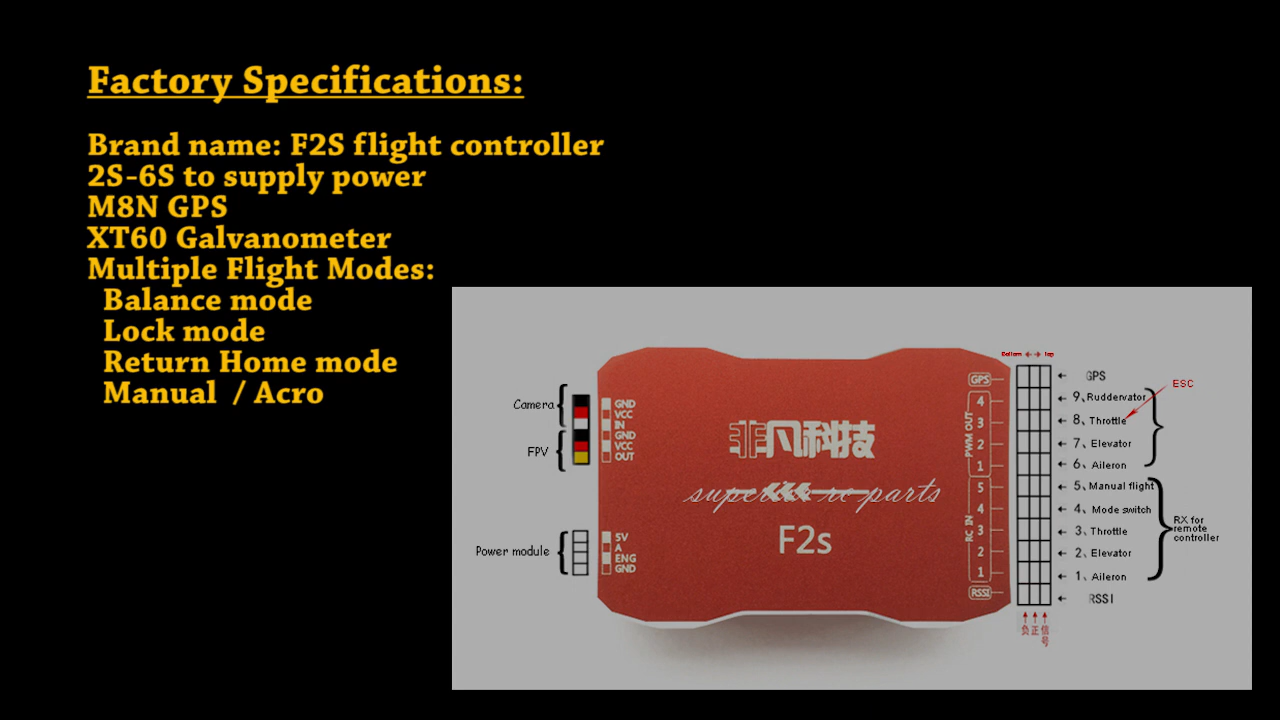 Factory Specifications:
Brand name: F2S flight controller
2S-6S to supply power
M8N GPS
XT60 Galvanometer
Multiple Flight Modes:
Balance mode
Lock mode
Return Home mode
Manual / Acro
Bottom ← → top
GPS ← GPS
ESC
4 ← 9、Ruddervator
3 ← 8、Throttle
2 ← 7、Elevator
1 ← 6、Aileron
PWM OUT
5 ← 5、Manual flight
4 ← 4、Mode switch
3 ← 3、Throttle
2 ← 2、Elevator
1 ← 1、Aileron
RC IN
RX for
remote
controller
RSSI ← RSSI
负 正 信号
Camera
GND
VCC
IN
FPV
GND
VCC
OUT
非凡科技
rc parts
F2s
Power module
5V
A
ENG
GND